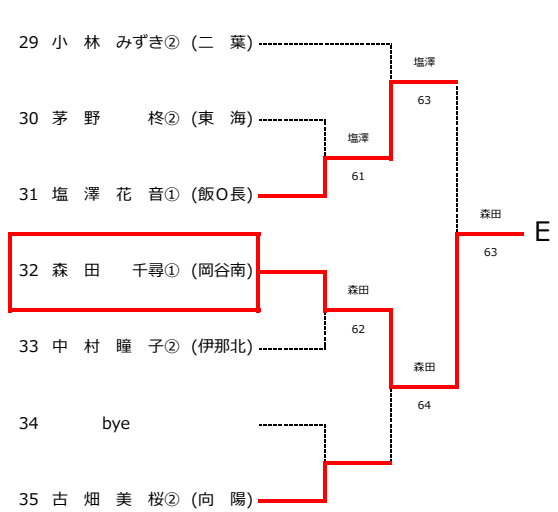 29 小 林 みずき② (二 葉)
塩澤
63
30 茅 野 柊② (東 海)
塩澤
61
31 塩 澤 花 音① (飯O長)
森田
E
63
32 森 田 千尋① (岡谷南)
森田
62
33 中 村 瞳 子② (伊那北)
森田
64
34 bye
35 古 畑 美 桜② (向 陽)